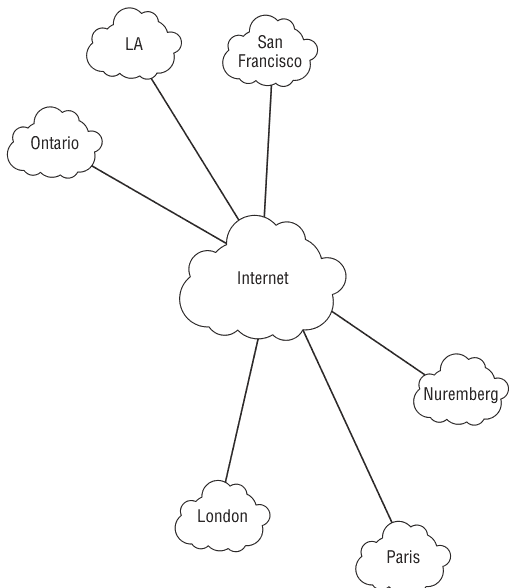 LA
San
Francisco
Ontario
Internet
Nuremberg
London
Paris